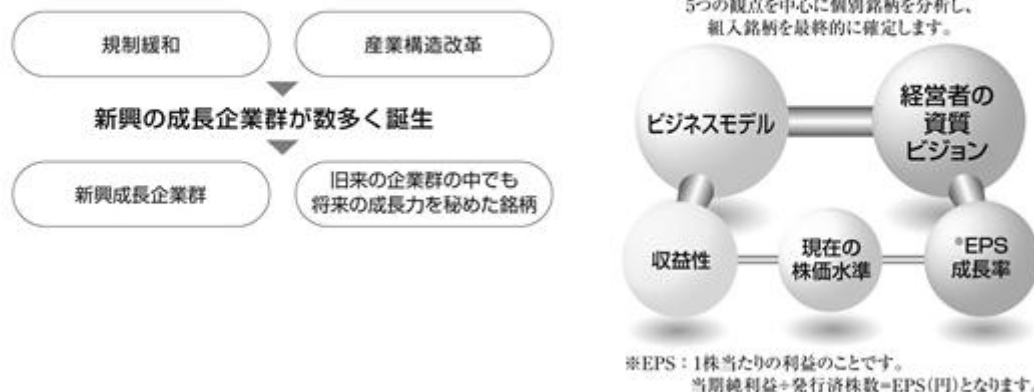 規制緩和
産業構造改革
新興の成長企業群が数多く誕生
新興成長企業群
旧来の企業群の中でも
将来の成長力を秘めた銘柄
5つの観点を中心に個別銘柄を分析し、
組入銘柄を最終的に確定します。
ビジネスモデル
経営者の
資質
ビジョン
収益性
現在の
株価水準
※EPS
成長率
※EPS：1株当たりの利益のことです。
当期純利益÷発行済株数=EPS(円)となります